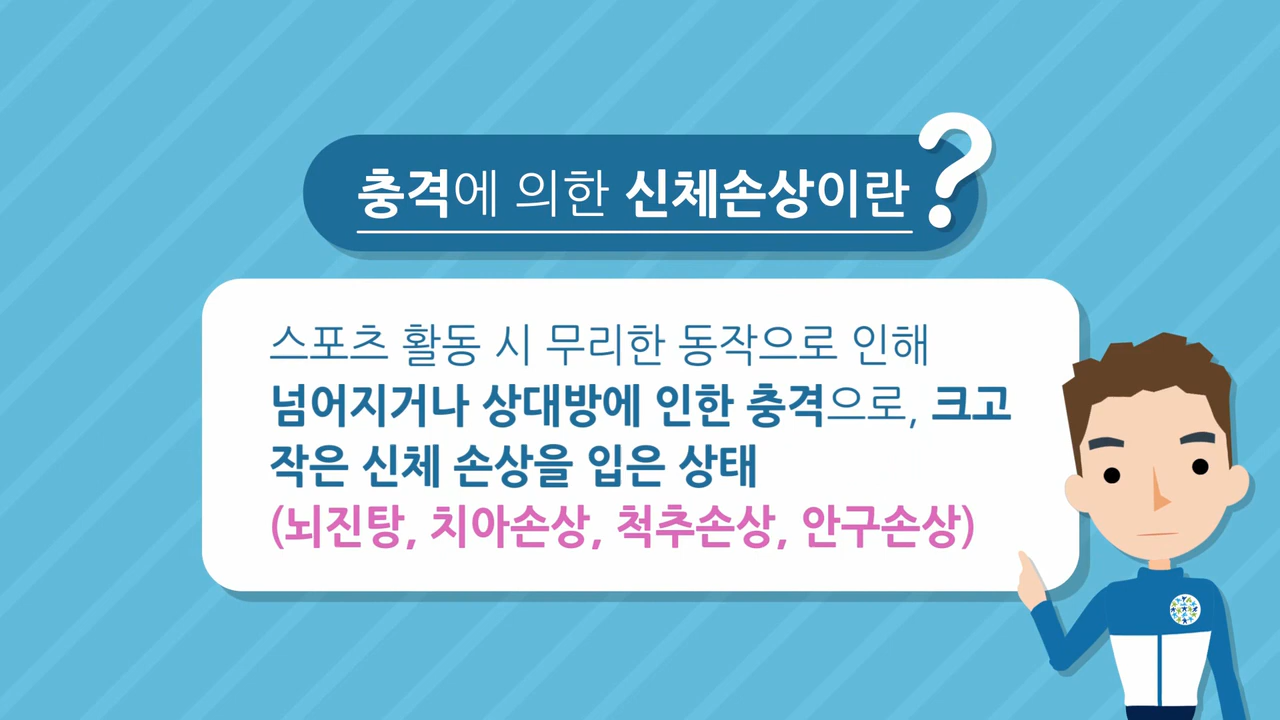 충격에 의한 신체손상이란?
스포츠 활동 시 무리한 동작으로 인해
넘어지거나 상대방에 인한 충격으로, 크고
작은 신체 손상을 입은 상태
(뇌진탕, 치아손상, 척추손상, 안구손상)